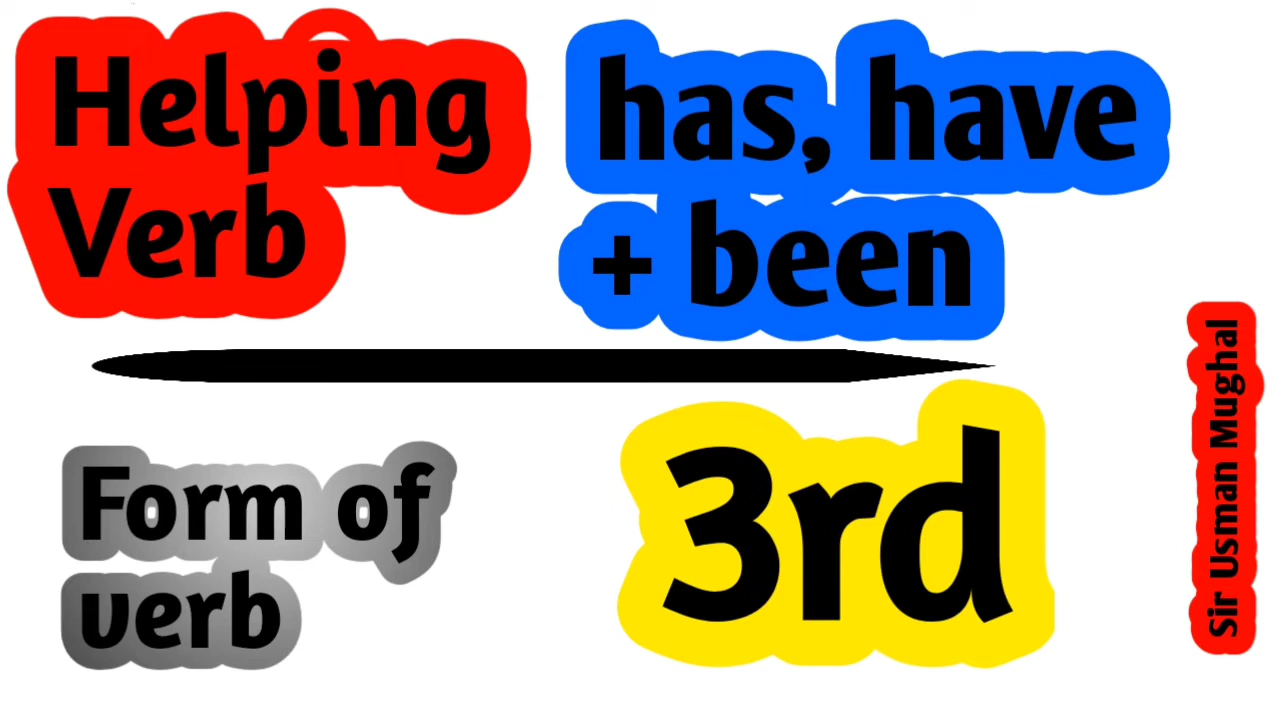 Helping
Verb
has, have
+ been
Form of
verb
3rd
Sir Usman Mughal